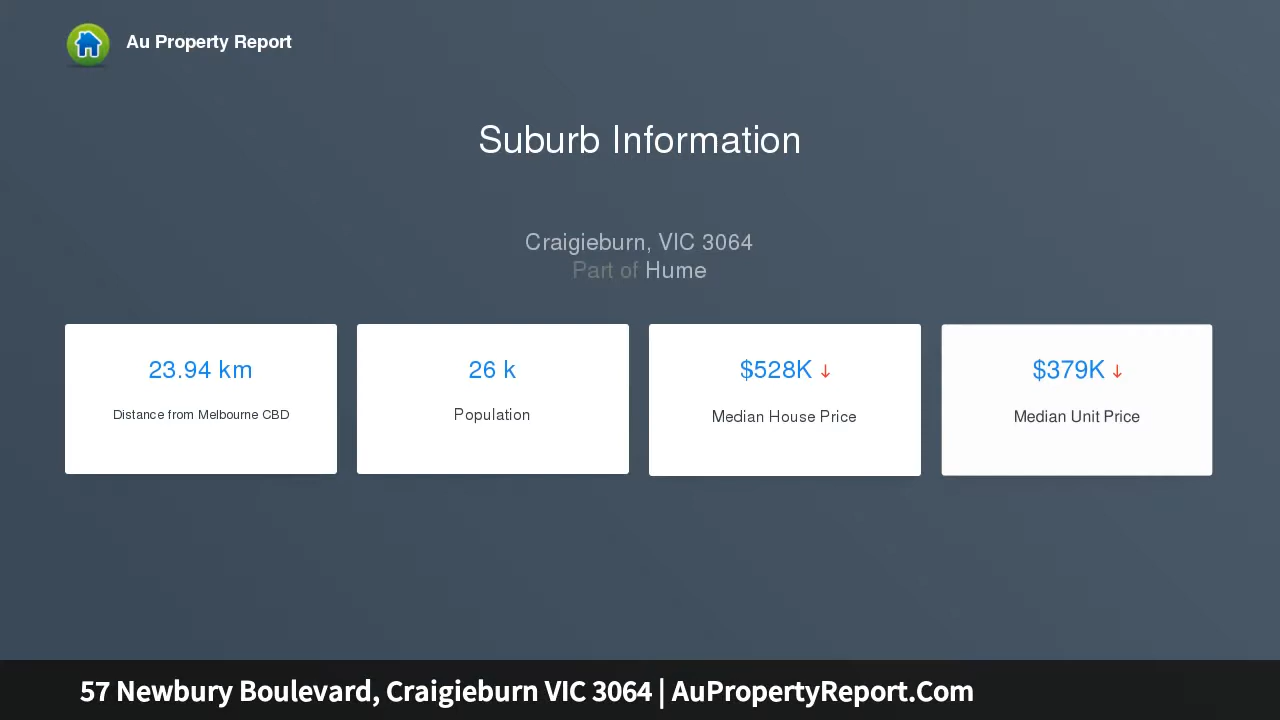 Au Property Report
Suburb Information
Craigieburn, VIC 3064
Part of Hume
23.94 km
Distance from Melbourne CBD
26 k
Population
$528K ↓
Median House Price
$379K ↓
Median Unit Price
57 Newbury Boulevard, Craigieburn VIC 3064 | AuPropertyReport.Com